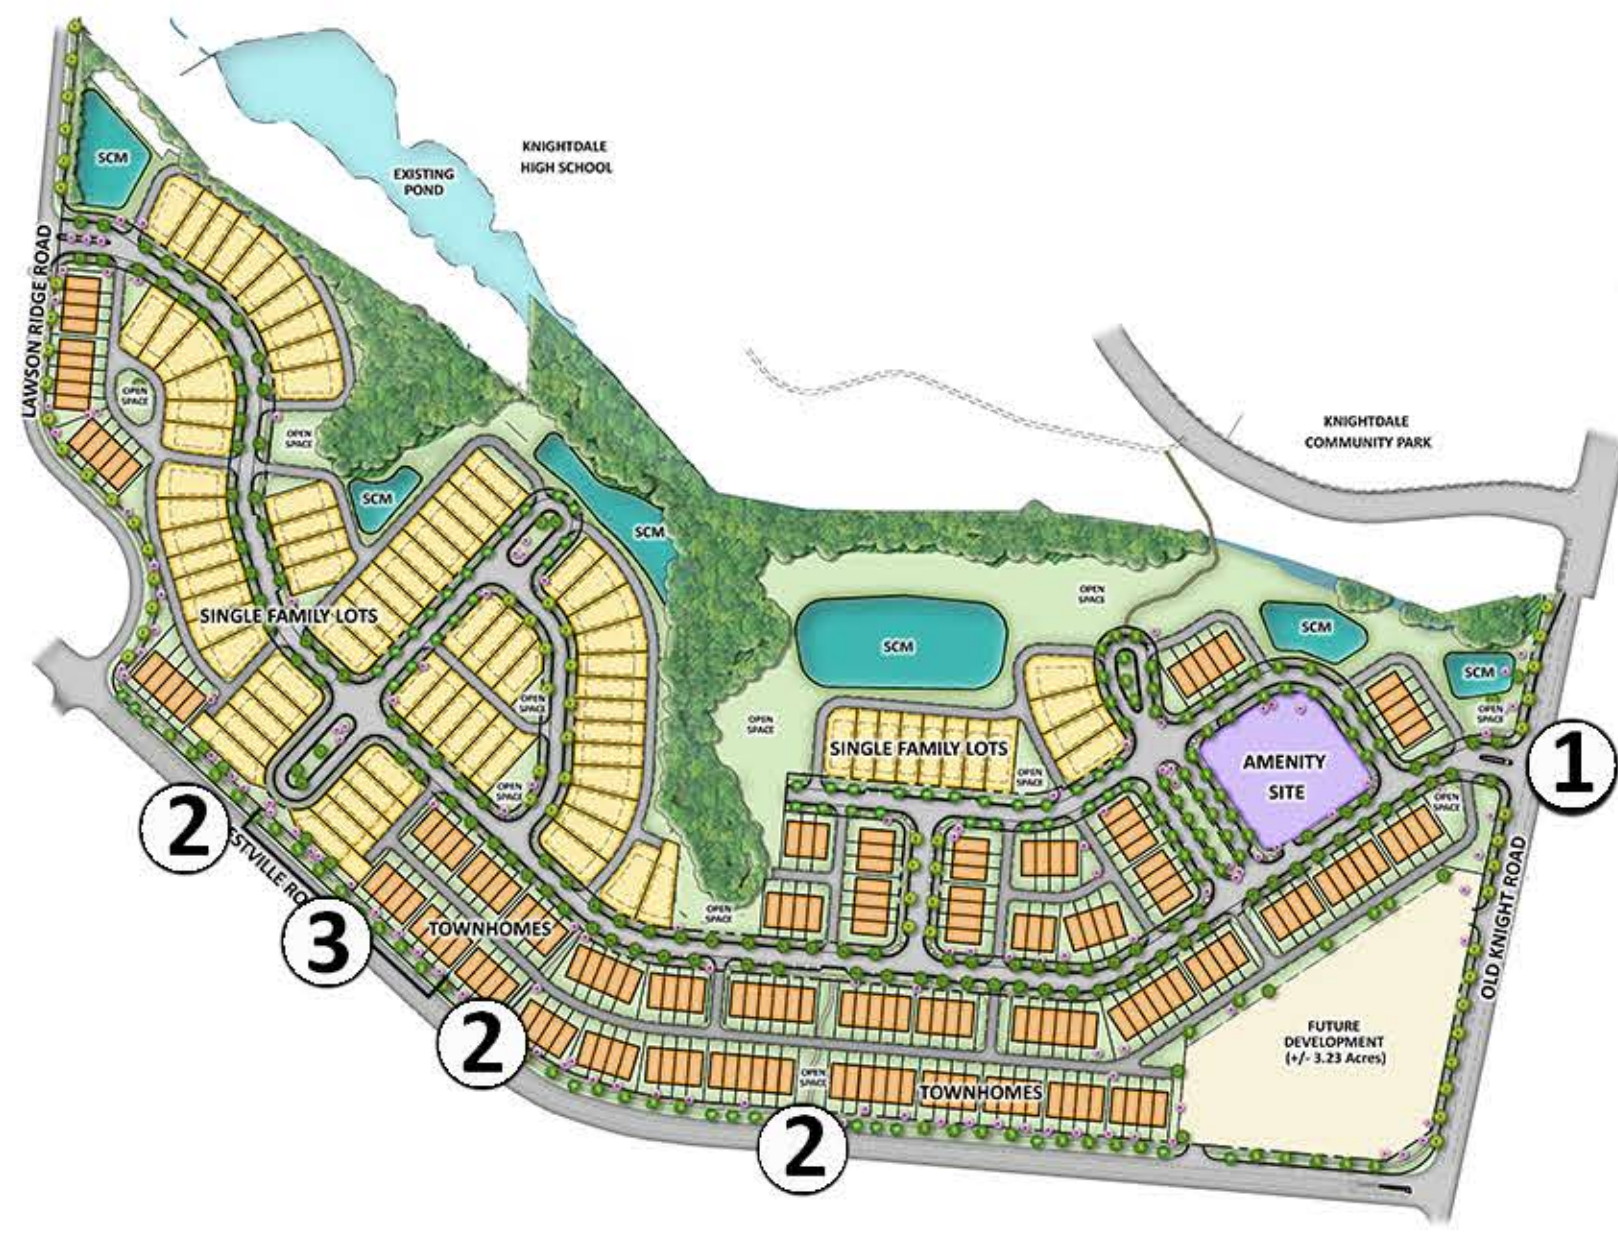 SCM
KNIGHTDALE
HIGH SCHOOL
EXISTING
POND
LAWSON RIDGE ROAD
OPEN
SPACE
OPEN
SPACE
KNIGHTDALE
COMMUNITY PARK
SCM
SCM
SINGLE FAMILY LOTS
OPEN
SPACE
SCM
SCM
SCM
OPEN
SPACE
OPEN
SPACE
OPEN
SPACE
SINGLE FAMILY LOTS
OPEN
SPACE
AMENITY
SITE
1
OPEN
SPACE
OPEN
SPACE
2
ESTVILLE RO
OLD KNIGHT ROAD
OPEN
SPACE
3
TOWNHOMES
2
FUTURE
DEVELOPMENT
(+/- 3.23 Acres)
OPEN
SPACE
TOWNHOMES
2